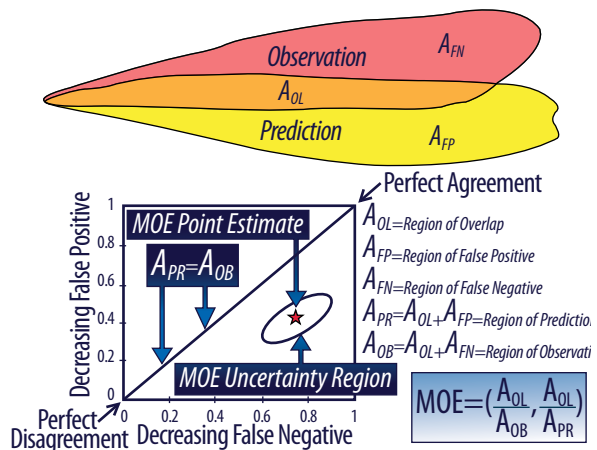 Observation
A_FN
A_OL
Prediction
A_FP
Perfect Agreement
Decreasing False Positive
1
0.8
0.6
0.4
0.2
0
MOE Point Estimate
A_PR=A_OB
MOE Uncertainty Region
0
0.2
0.4
0.6
0.8
1
Decreasing False Negative
Perfect
Disagreement
A_OL=Region of Overlap
A_FP=Region of False Positive
A_FN=Region of False Negative
A_PR=A_OL+A_FP=Region of Prediction
A_OB=A_OL+A_FN=Region of Observati
MOE=(A_OL/A_OB, A_OL/A_PR)